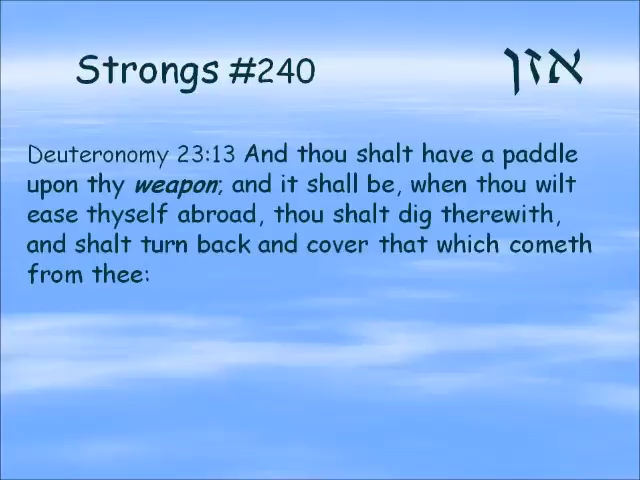 Strongs #240 אזן
Deuteronomy 23:13 And thou shalt have a paddle
upon thy weapon; and it shall be, when thou wilt
ease thyself abroad, thou shalt dig therewith,
and shalt turn back and cover that which cometh
from thee: